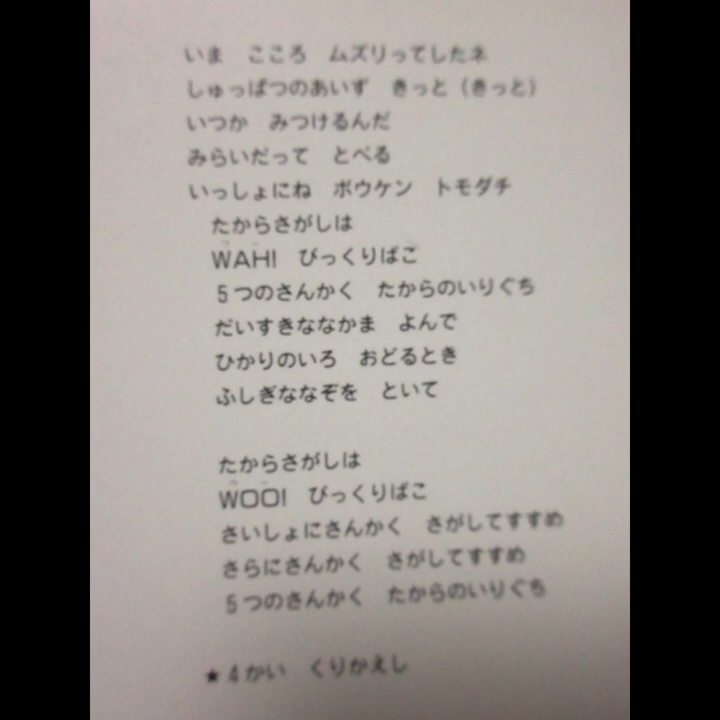 いま　こころ　ムズリってしたネ
しゅっぱつのあいず　きっと（きっと）
いつか　みつけるんだ
みらいだって　とべる
いっしょにね　ボウケン　トモダチ
たからさがしは
WAH!　びっくりばこ
5つのさんかく　たからのいりぐち
だいすきななかま　よんで
ひかりのいろ　おどるとき
ふしぎななぞを　といて
たからさがしは
WOO!　びっくりばこ
さいしょにさんかく　さがしてすすめ
さらにさんかく　さがしてすすめ
5つのさんかく　たからのいりぐち
★4かい　くりかえし